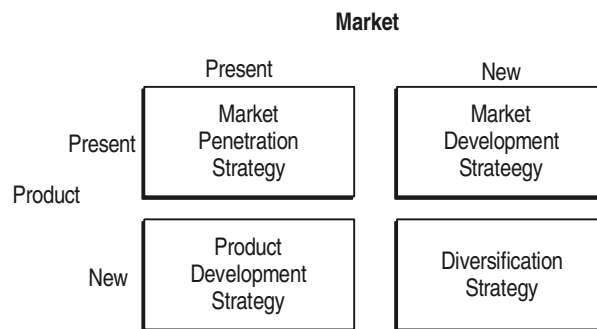 Market
Present
New
Present
Market
Penetration
Strategy
Market
Development
Strateegy
Product
New
Product
Development
Strategy
Diversification
Strategy